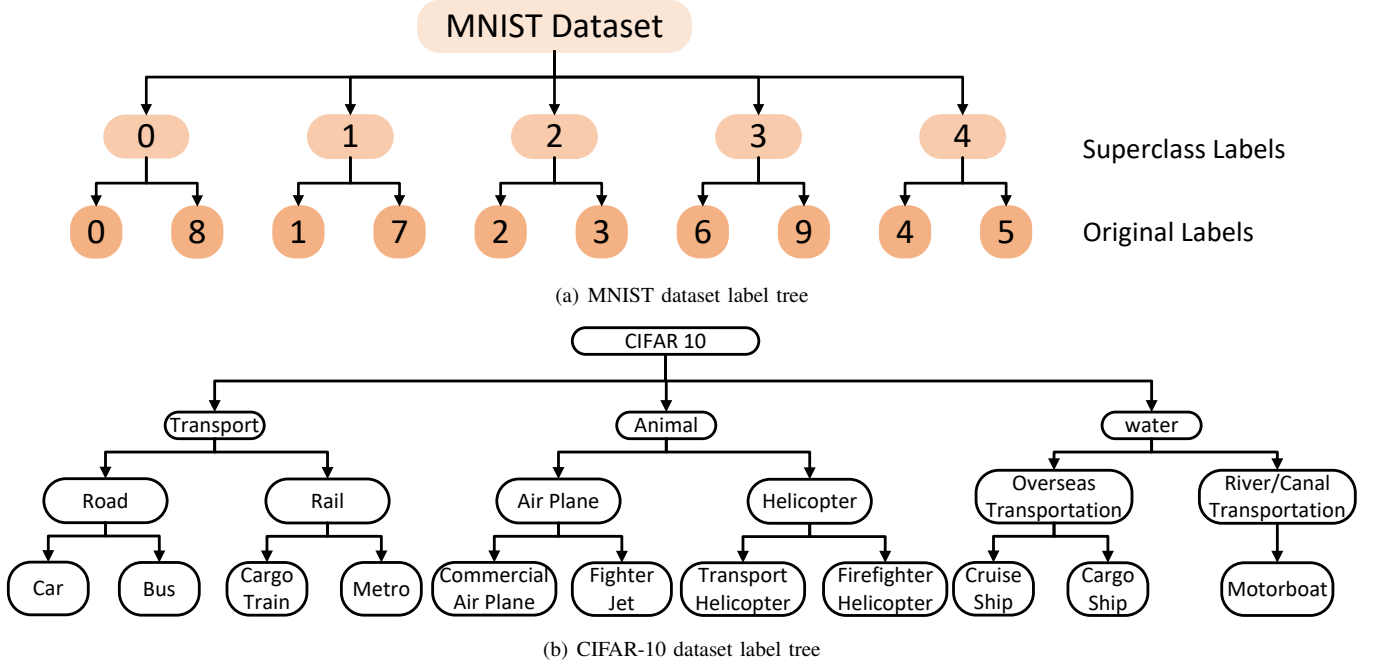 MNIST Dataset
0 1 2 3 4
Superclass Labels
0 8 1 7 2 3 6 9 4 5
Original Labels
(a) MNIST dataset label tree
CIFAR 10
Transport
Animal
water
Road
Rail
Air Plane
Helicopter
Overseas
Transportation
River/Canal
Transportation
Car
Bus
Cargo
Train
Metro
Commercial
Air Plane
Fighter
Jet
Transport
Helicopter
Firefighter
Helicopter
Cruise
Ship
Cargo
Ship
Motorboat
(b) CIFAR-10 dataset label tree